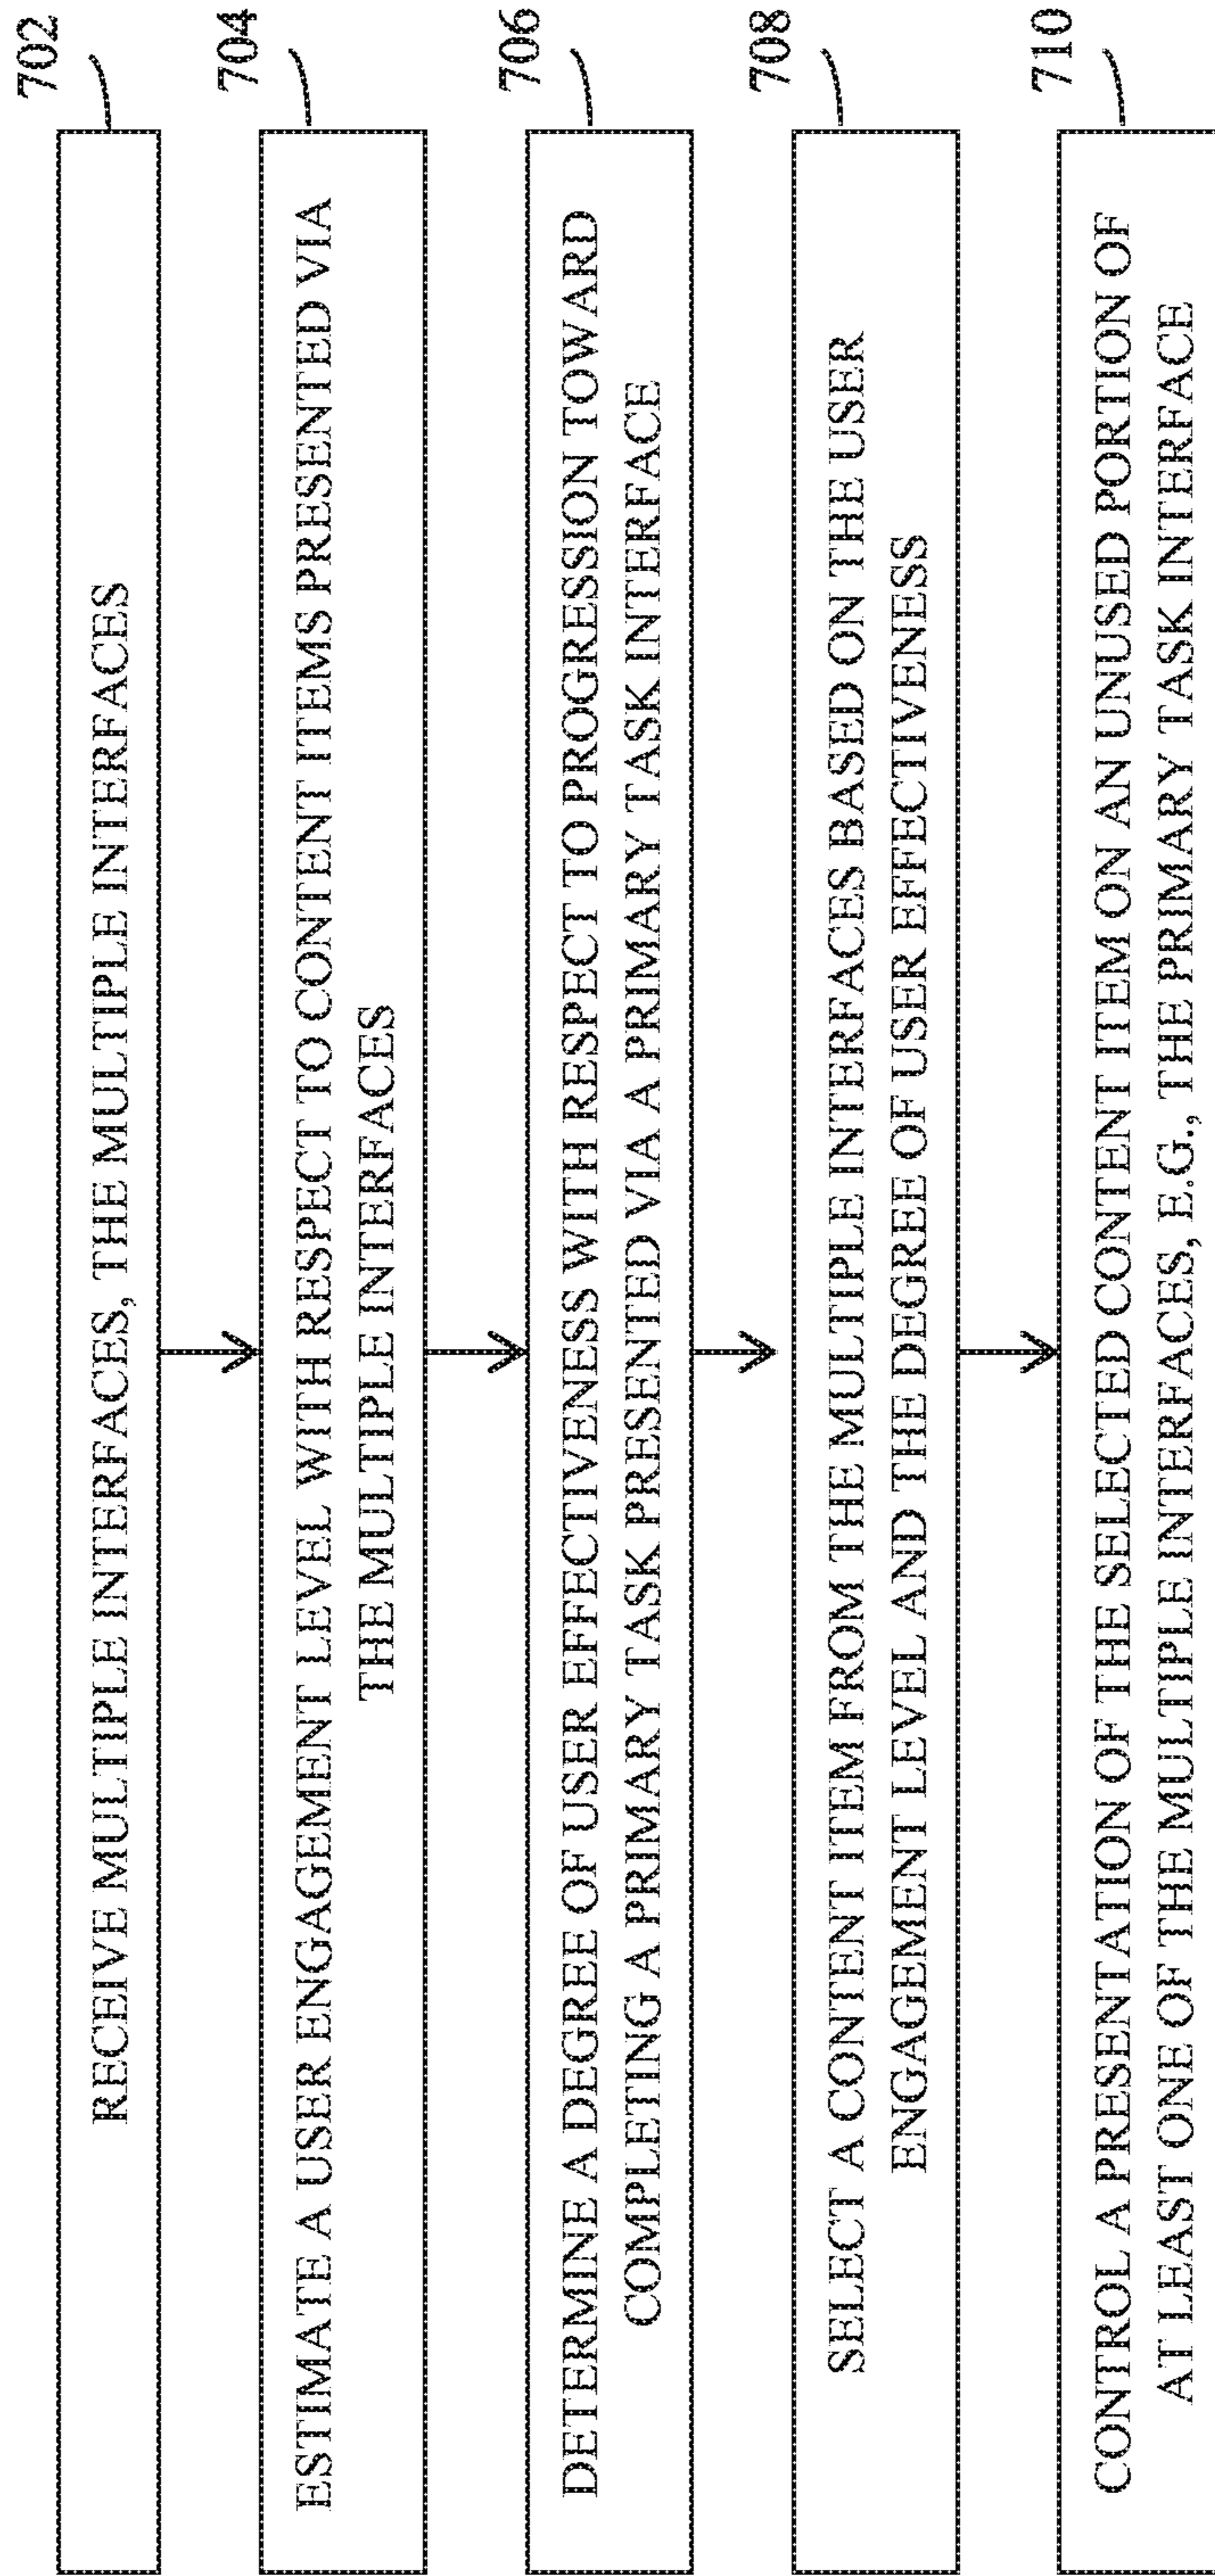 702
RECEIVE MULTIPLE INTERFACES, THE MULTIPLE INTERFACES
704
ESTIMATE A USER ENGAGEMENT LEVEL WITH RESPECT TO CONTENT ITEMS PRESENTED VIA
THE MULTIPLE INTERFACES
706
DETERMINE A DEGREE OF USER EFFECTIVENESS WITH RESPECT TO PROGRESSION TOWARD
COMPLETING A PRIMARY TASK PRESENTED VIA A PRIMARY TASK INTERFACE
708
SELECT A CONTENT ITEM FROM THE MULTIPLE INTERFACES BASED ON THE USER
ENGAGEMENT LEVEL AND THE DEGREE OF USER EFFECTIVENESS
710
CONTROL A PRESENTATION OF THE SELECTED CONTENT ITEM ON AN UNUSED PORTION OF
AT LEAST ONE OF THE MULTIPLE INTERFACES, E.G., THE PRIMARY TASK INTERFACE